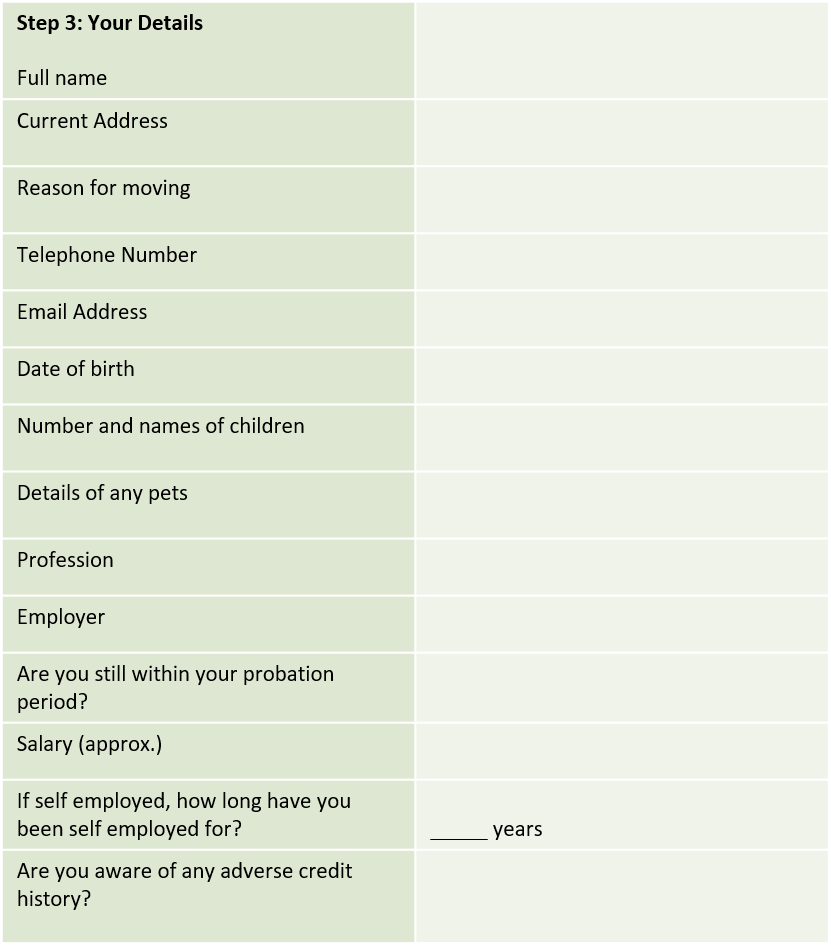 Step 3: Your Details
Full name
Current Address
Reason for moving
Telephone Number
Email Address
Date of birth
Number and names of children
Details of any pets
Profession
Employer
Are you still within your probation
period?
Salary (approx.)
If self employed, how long have you
been self employed for?
_____ years
Are you aware of any adverse credit
history?